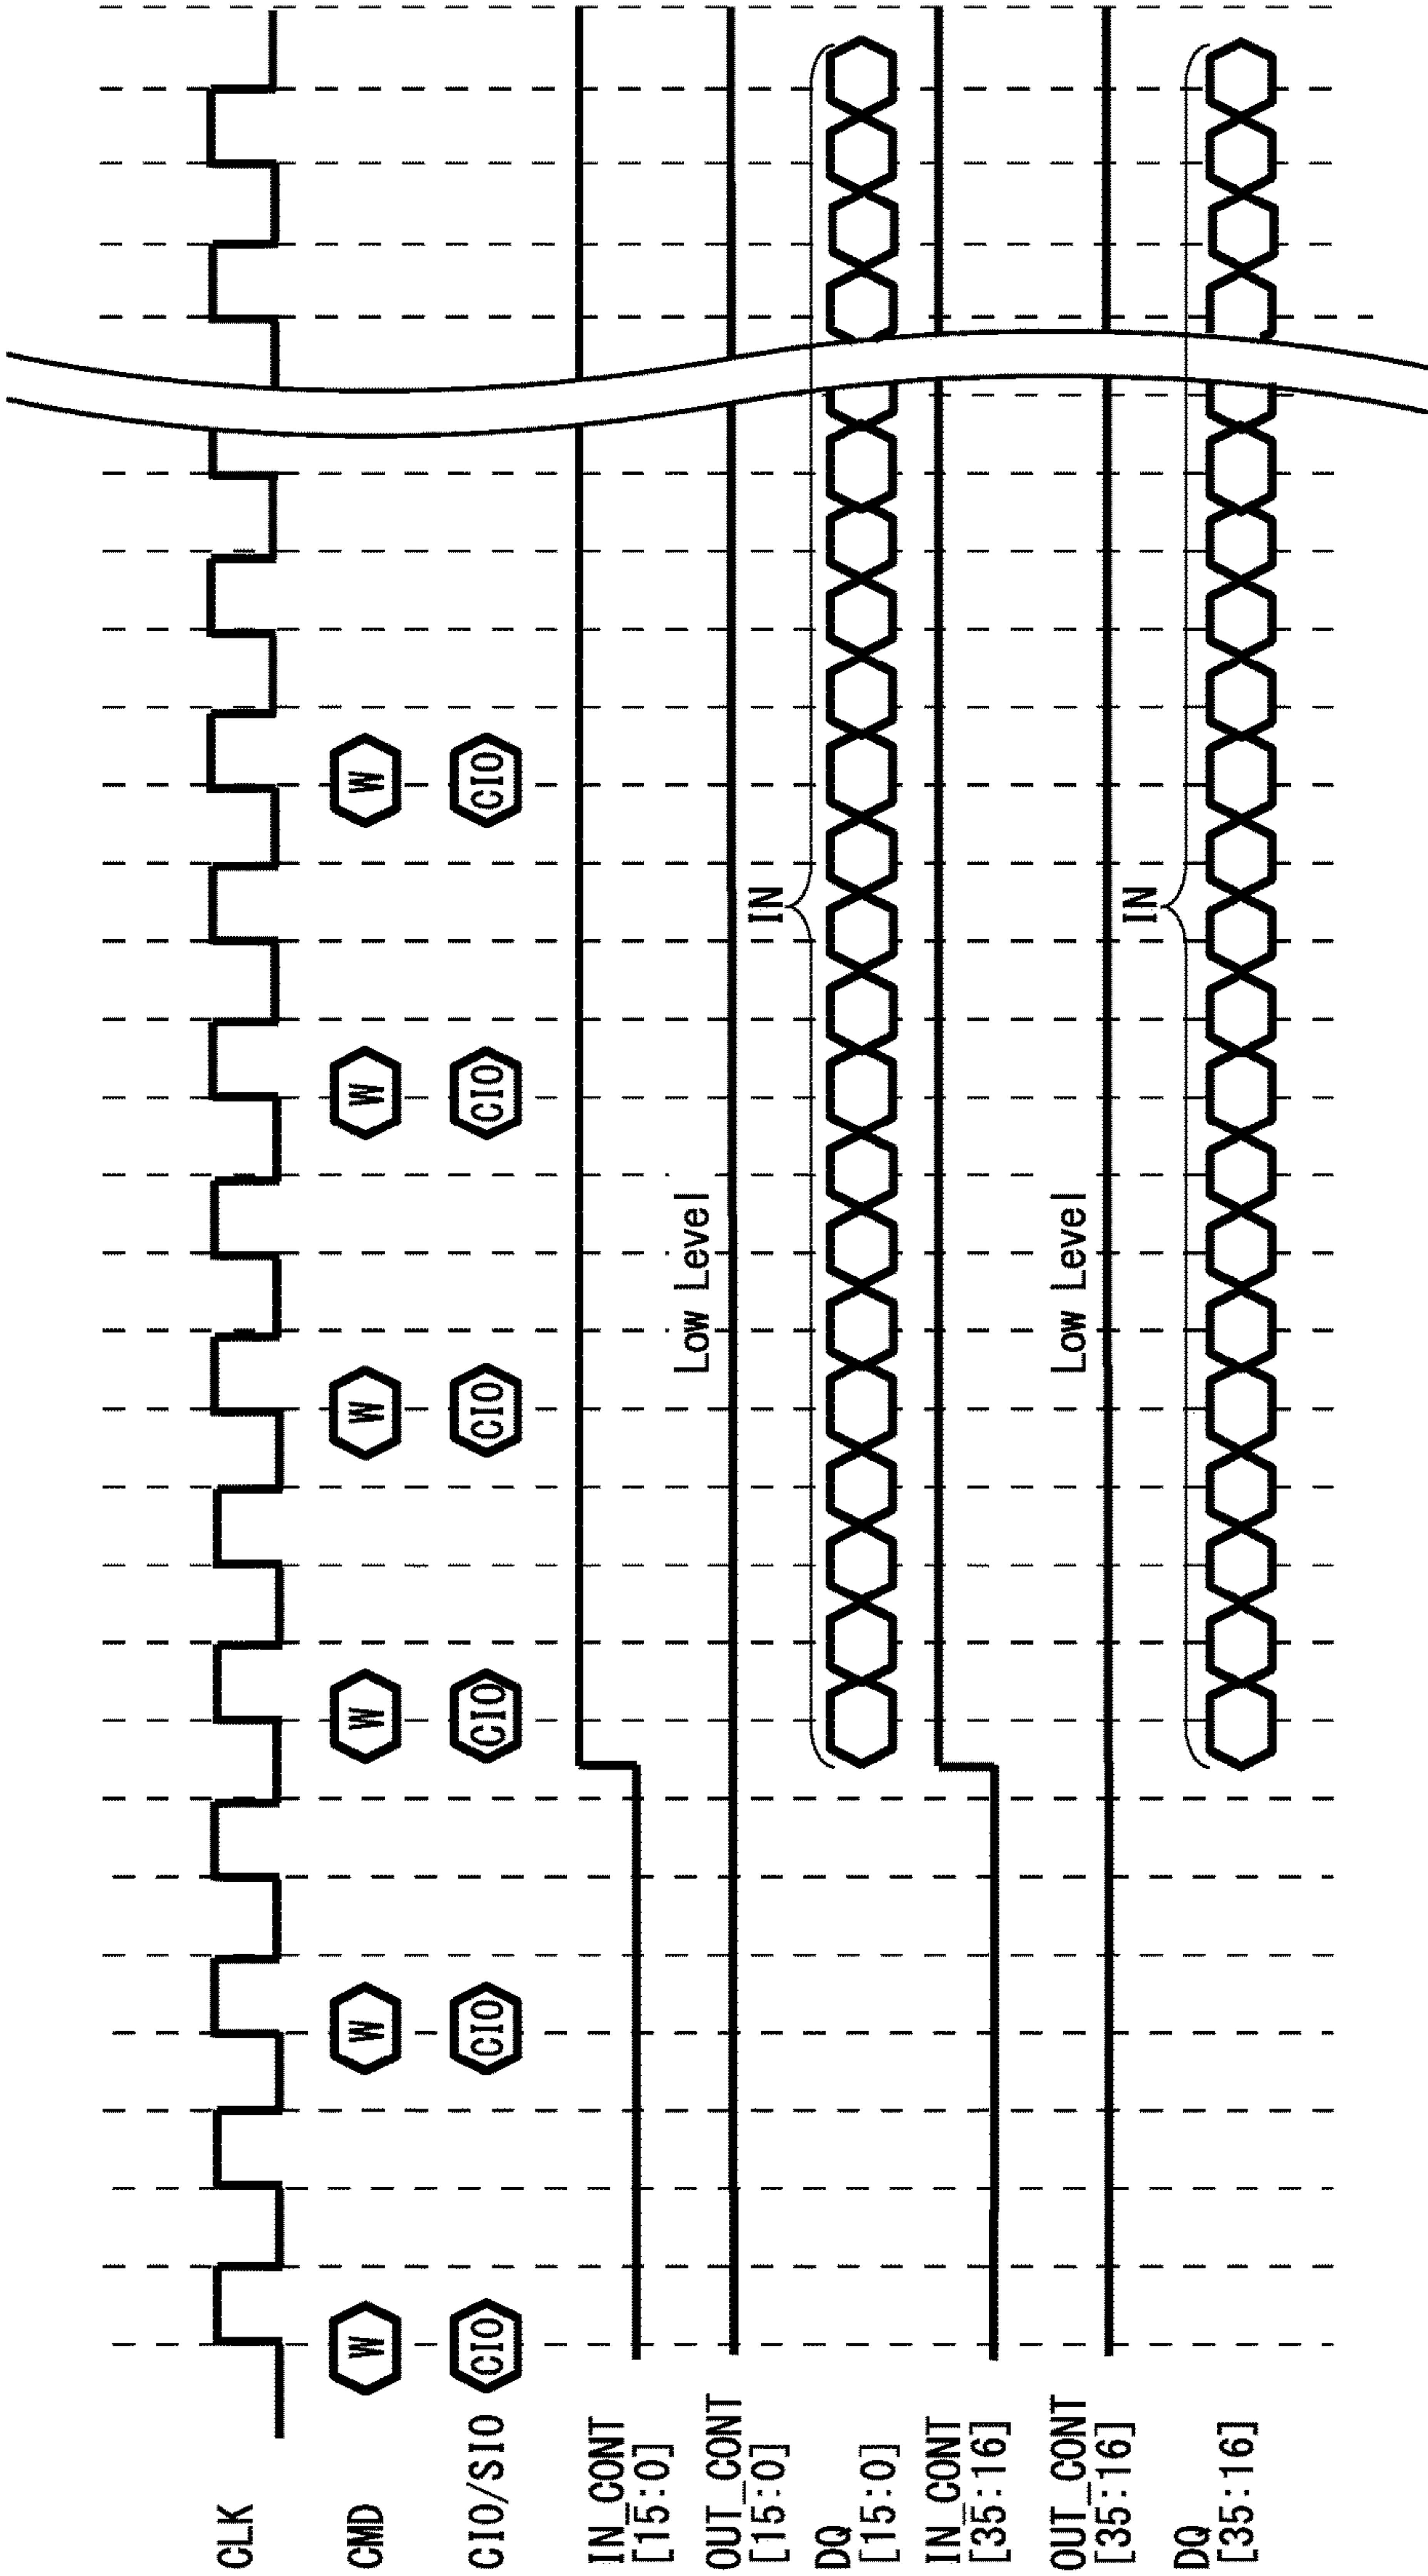 CLK
CMD
W W W W W W
CIO/SIO
CIO CIO CIO CIO CIO CIO
IN_CONT
[15:0]
Low Level
OUT_CONT
[15:0]
IN
DQ
[15:0]
IN_CONT
[35:16]
Low Level
OUT_CONT
[35:16]
IN
DQ
[35:16]